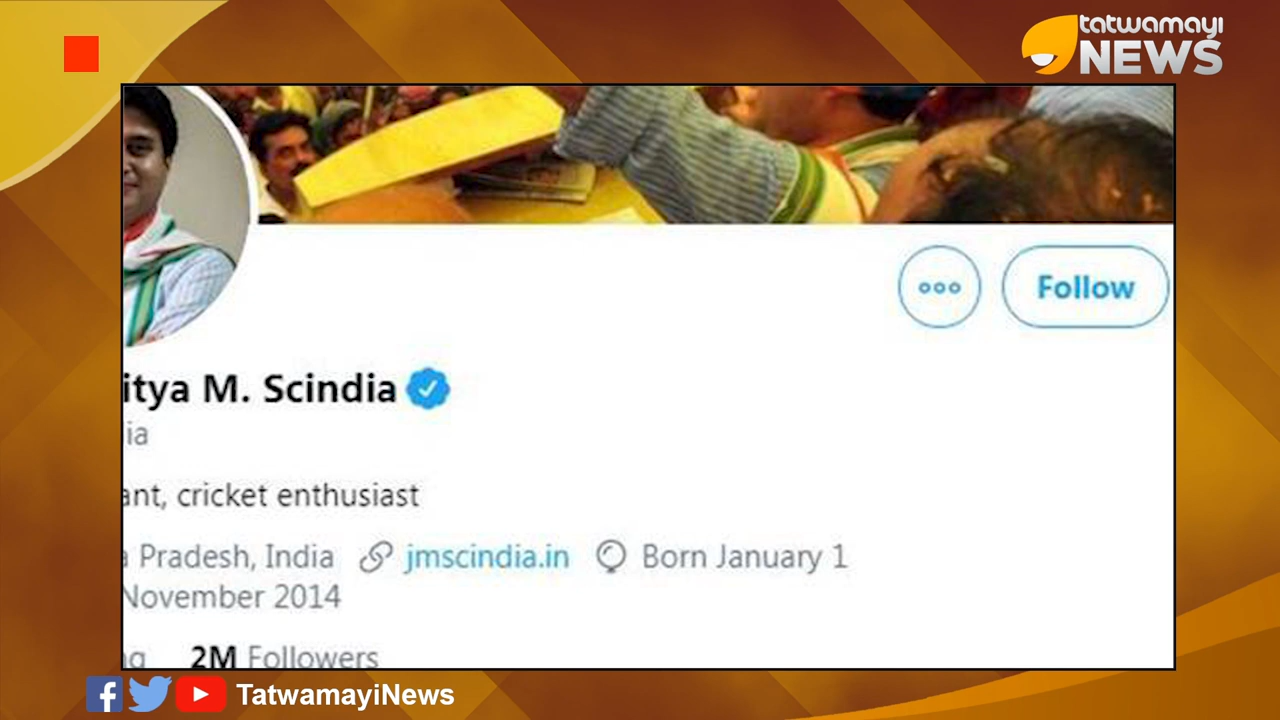 tatwamayi
NEWS
Follow
itya M. Scindia
ia
ant, cricket enthusiast
a Pradesh, India jmscindia.in Born January 1
November 2014
ng 2M Followers
TatwamayiNews